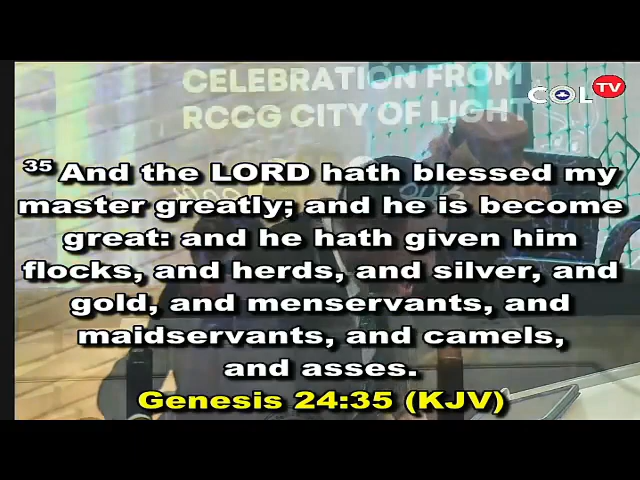 CELEBRATION FROM
RCCG CITY OF LIGHT
COL TV
35 And the LORD hath blessed my
master greatly; and he is become
great: and he hath given him
flocks, and herds, and silver, and
gold, and menservants, and
maidservants, and camels,
and asses.
Genesis 24:35 (KJV)